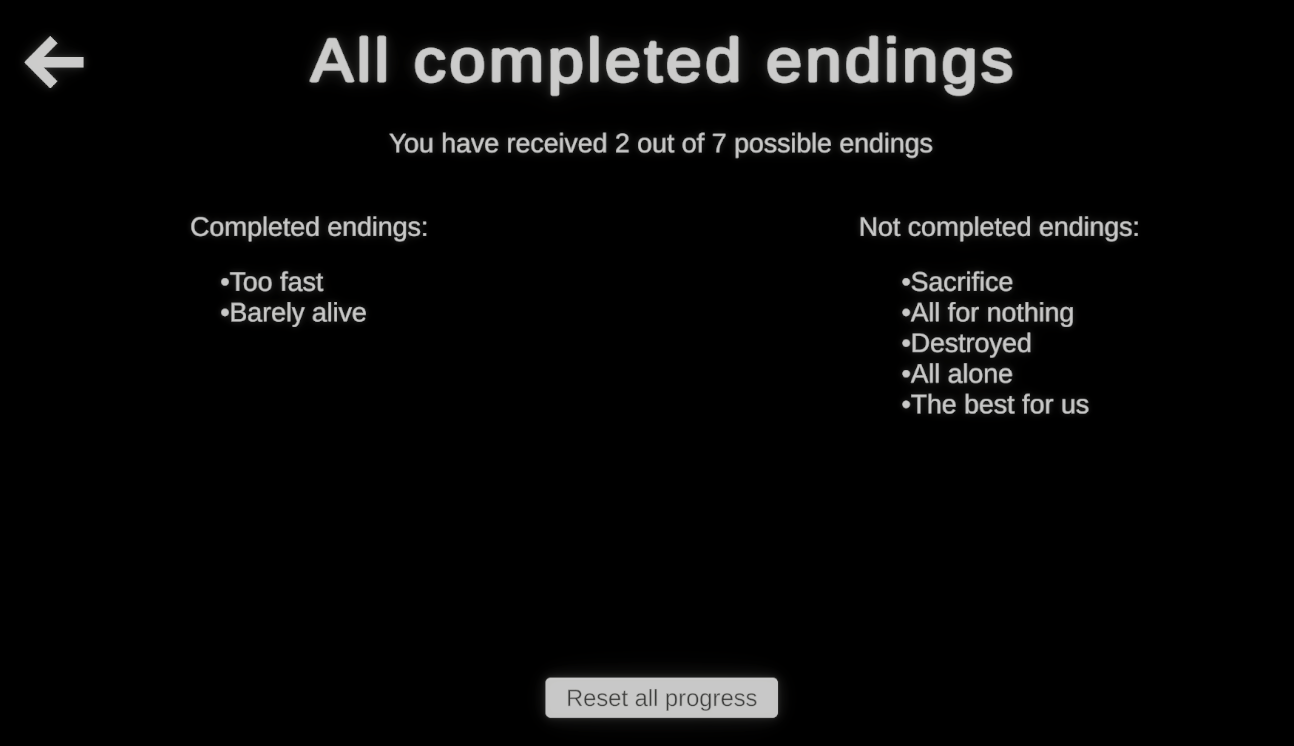 All completed endings
You have received 2 out of 7 possible endings
Completed endings:
•Too fast
•Barely alive
Not completed endings:
•Sacrifice
•All for nothing
•Destroyed
•All alone
•The best for us
Reset all progress